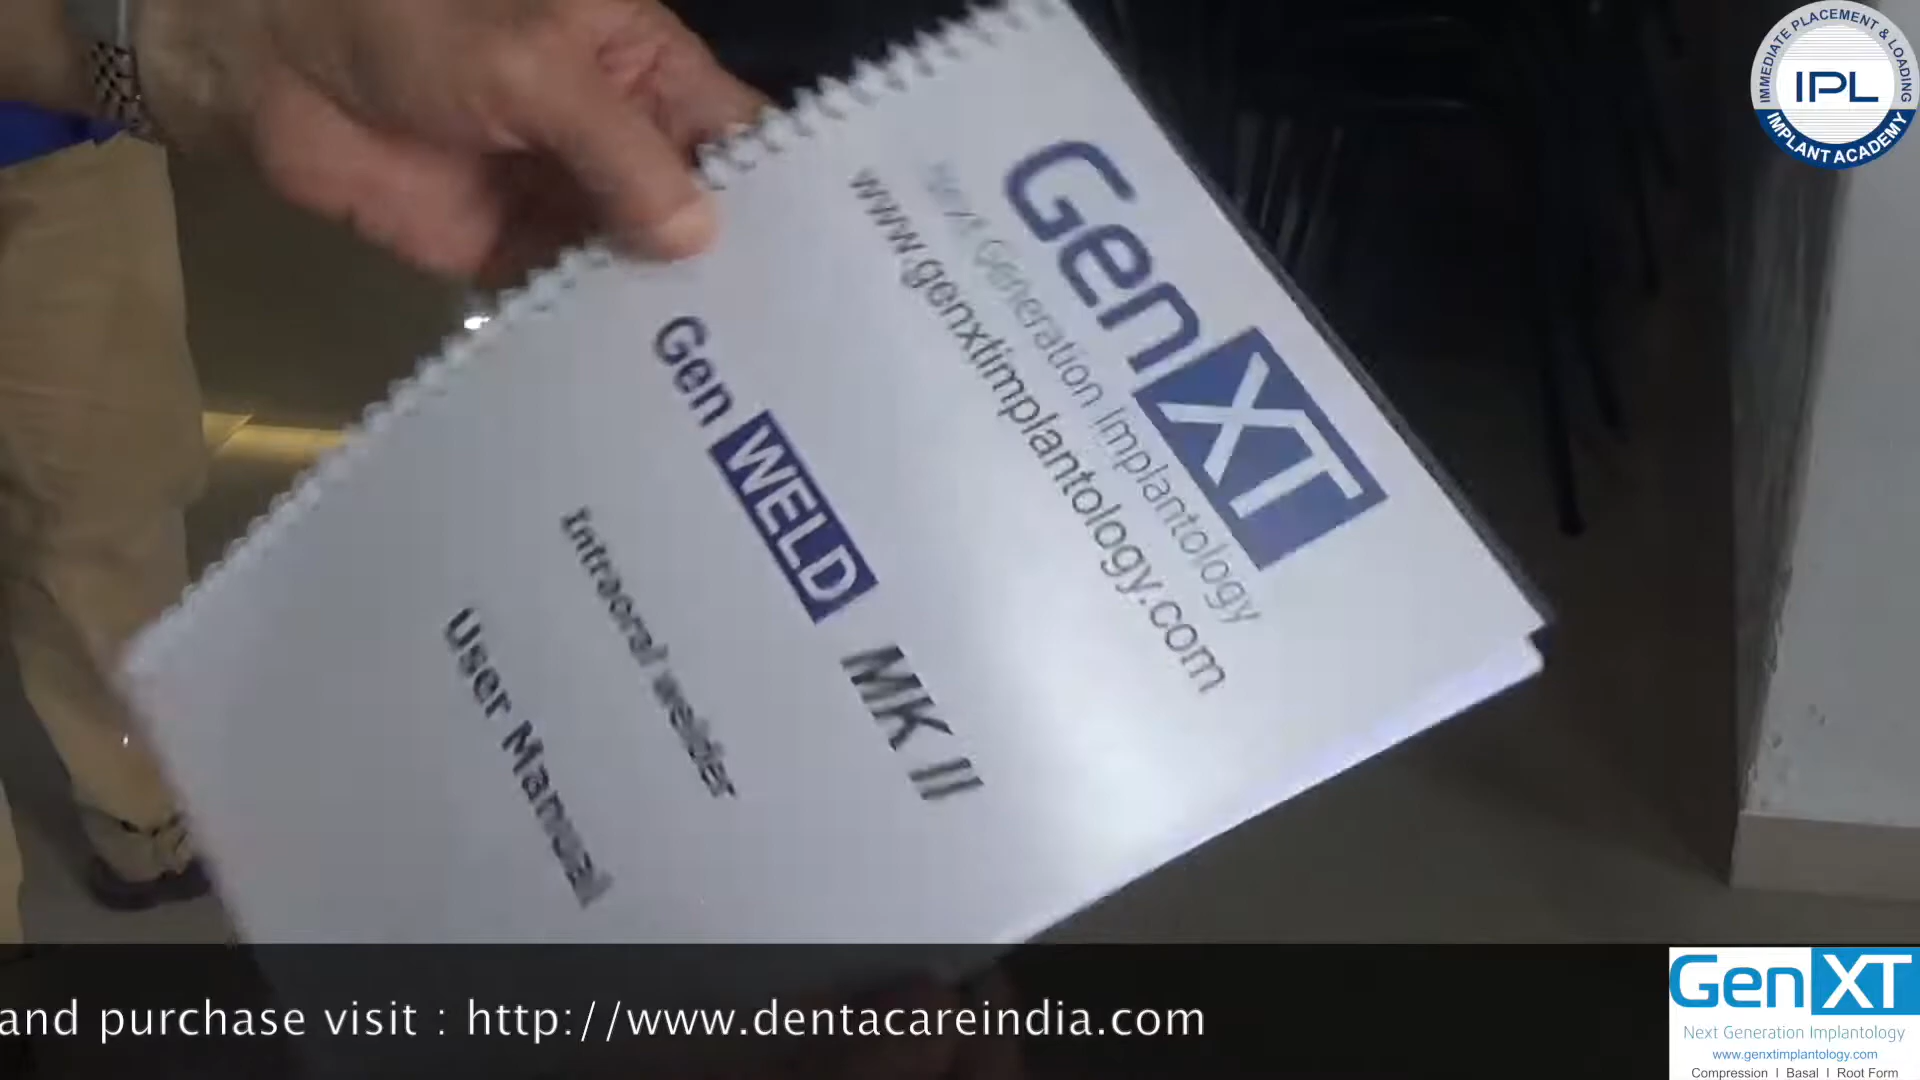 IMMEDIATE PLACEMENT & LOADING
IPL
IMPLANT ACADEMY
GenXT
Next Generation Implantology
www.genxtimplantology.com
Gen WELD MK II
Intraoral welder
User Manual
and purchase visit : http://www.dentacareindia.com
GenXT
Next Generation Implantology
www.genxtimplantology.com
Compression | Basal | Root Form